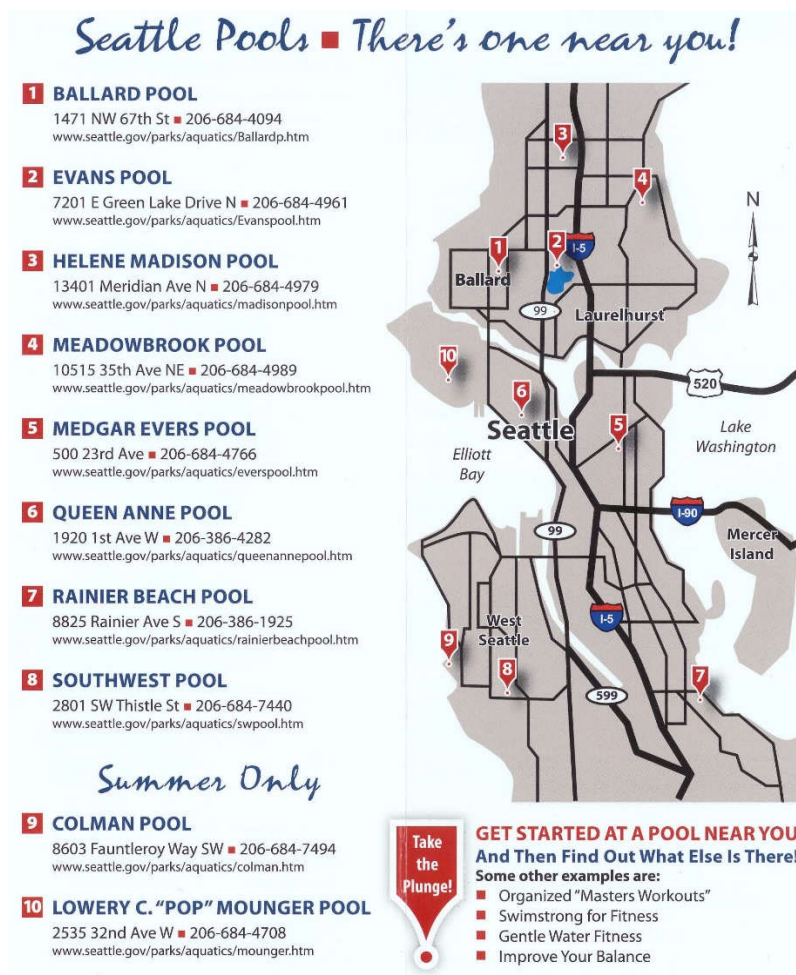 Seattle Pools ■ There's one near you!
1 BALLARD POOL
1471 NW 67th St ■ 206-684-4094
www.seattle.gov/parks/aquatics/Ballardp.htm
2 EVANS POOL
7201 E Green Lake Drive N ■ 206-684-4961
www.seattle.gov/parks/aquatics/Evanspool.htm
3 HELENE MADISON POOL
13401 Meridian Ave N ■ 206-684-4979
www.seattle.gov/parks/aquatics/madisonpool.htm
4 MEADOWBROOK POOL
10515 35th Ave NE ■ 206-684-4989
www.seattle.gov/parks/aquatics/meadowbrookpool.htm
5 MEDGAR EVERS POOL
500 23rd Ave ■ 206-684-4766
www.seattle.gov/parks/aquatics/everspool.htm
6 QUEEN ANNE POOL
1920 1st Ave W ■ 206-386-4282
www.seattle.gov/parks/aquatics/queenannepool.htm
7 RAINIER BEACH POOL
8825 Rainier Ave S ■ 206-386-1925
www.seattle.gov/parks/aquatics/rainierbeachpool.htm
8 SOUTHWEST POOL
2801 SW Thistle St ■ 206-684-7440
www.seattle.gov/parks/aquatics/swpool.htm
Summer Only
9 COLMAN POOL
8603 Fauntleroy Way SW ■ 206-684-7494
www.seattle.gov/parks/aquatics/colman.htm
10 LOWERY C. "POP" MOUNGER POOL
2535 32nd Ave W ■ 206-684-4708
www.seattle.gov/parks/aquatics/mounger.htm
3
4
N
1
2
I-5
Ballard
99
Laurelhurst
10
520
6
5
Seattle
Lake
Washington
Elliott
Bay
I-90
99
Mercer
Island
I-5
West
Seattle
9
8
7
599
Take
the
Plunge!
GET STARTED AT A POOL NEAR YOU
And Then Find Out What Else Is There!
Some other examples are:
■ Organized "Masters Workouts"
■ Swimstrong for Fitness
■ Gentle Water Fitness
■ Improve Your Balance